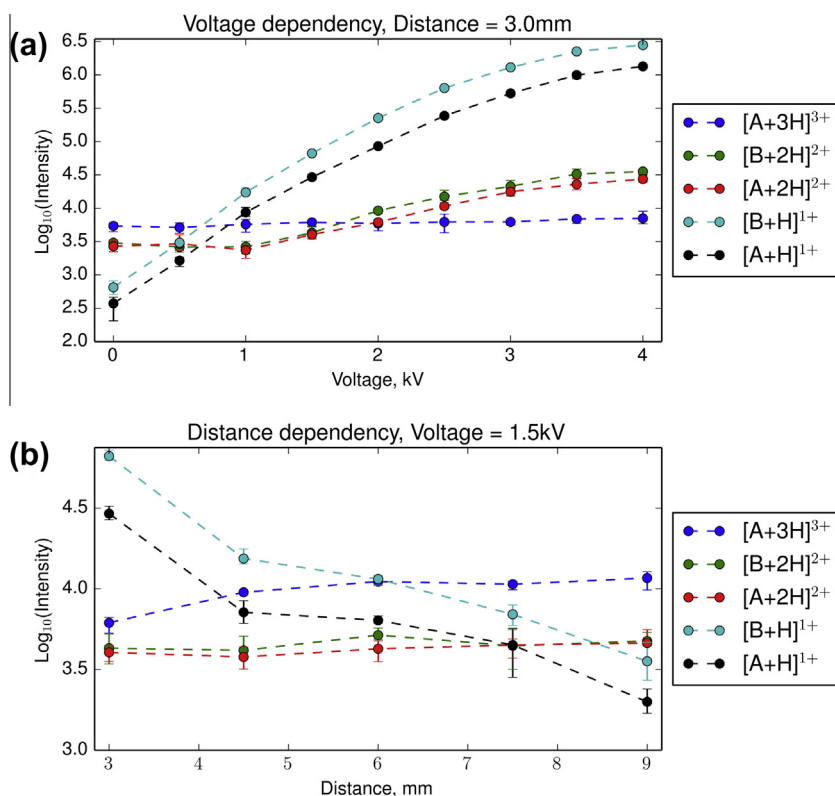 (a)
Voltage dependency, Distance = 3.0mm
6.5
6.0
5.5
5.0
4.5
4.0
3.5
3.0
2.5
2.0
Log₁₀(Intensity)
0 1 2 3 4
Voltage, kV
[A+3H]³⁺
[B+2H]²⁺
[A+2H]²⁺
[B+H]¹⁺
[A+H]¹⁺
(b)
Distance dependency, Voltage = 1.5kV
4.5
4.0
3.5
3.0
Log₁₀(Intensity)
3 4 5 6 7 8 9
Distance, mm
[A+3H]³⁺
[B+2H]²⁺
[A+2H]²⁺
[B+H]¹⁺
[A+H]¹⁺